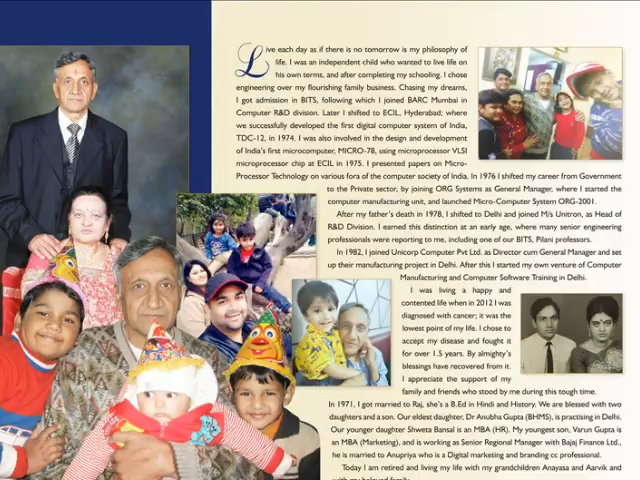 Live each day as if there is no tomorrow is my philosophy of
life. I was an independent child who wanted to live life on
his own terms, and after completing my schooling, I chose
engineering over my flourishing family business. Chasing my dreams,
I got admission in BITS, following which I joined BARC Mumbai in
Computer R&D division. Later I shifted to ECIL, Hyderabad; where
we successfully developed the first digital computer system of India,
TDC-12, in 1974. I was also involved in the design and development
of India's first microcomputer, MICRO-78, using microprocessor VLSI
microprocessor chip at ECIL in 1975. I presented papers on Micro-
Processor Technology on various fora of the computer society of India. In 1976 I shifted my career from Government
to the Private sector, by joining ORG Systems as General Manager, where I started the
computer manufacturing unit, and launched Micro-Computer System ORG-2001.
After my father's death in 1978, I shifted to Delhi and joined M/s Unitron, as Head of
R&D Division. I earned this distinction at an early age, where many senior engineering
professionals were reporting to me, including one of our BITS, Pilani professors.
In 1982, I joined Unicorp Computer Pvt Ltd. as Director cum General Manager and set
up their manufacturing project in Delhi. After this I started my own venture of Computer
Manufacturing and Computer Software Training in Delhi.
I was living a happy and
contented life when in 2012 I was
diagnosed with cancer; it was the
lowest point of my life. I chose to
accept my disease and fought it
for over 1.5 years. By almighty's
blessings have recovered from it.
I appreciate the support of my
family and friends who stood by me during this tough time.
In 1971, I got married to Raj, she's a B.Ed in Hindi and History. We are blessed with two
daughters and a son. Our eldest daughter, Dr Anubha Gupta (BHMS), is practising in Delhi.
Our younger daughter Shweta Bansal is an MBA (HR). My youngest son, Varun Gupta is
an MBA (Marketing), and is working as Senior Regional Manager with Bajaj Finance Ltd.,
he is married to Anupriya who is a Digital marketing and branding cc professional.
Today I am retired and living my life with my grandchildren Anayasa and Aarvik and
with my beloved family.